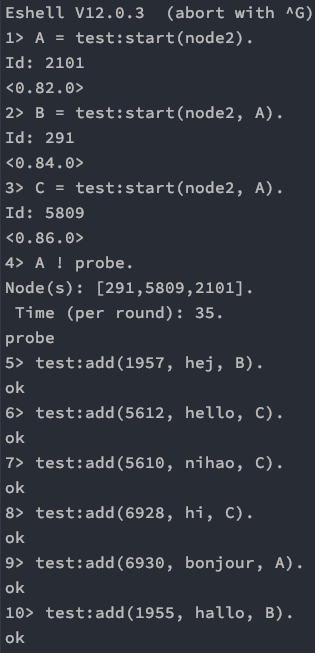 Eshell V12.0.3  (abort with ^G)
1> A = test:start(node2).
Id: 2101
<0.82.0>
2> B = test:start(node2, A).
Id: 291
<0.84.0>
3> C = test:start(node2, A).
Id: 5809
<0.86.0>
4> A ! probe.
Node(s): [291,5809,2101].
 Time (per round): 35.
probe
5> test:add(1957, hej, B).
ok
6> test:add(5612, hello, C).
ok
7> test:add(5610, nihao, C).
ok
8> test:add(6928, hi, C).
ok
9> test:add(6930, bonjour, A).
ok
10> test:add(1955, hallo, B).
ok